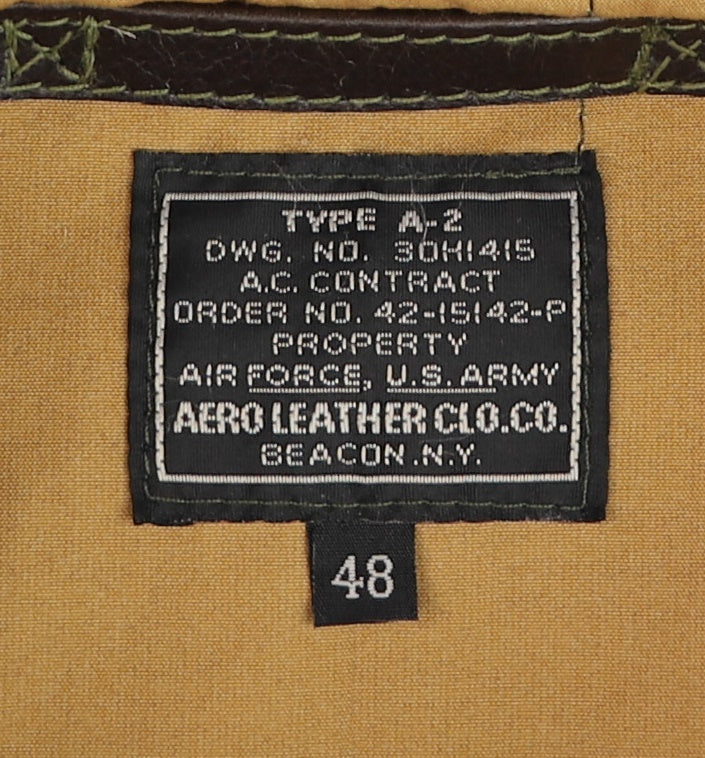 TYPE A-2
DWG. NO. 30H1415
A.C. CONTRACT
ORDER NO. 42-15142-P
PROPERTY
AIR FORCE, U.S. ARMY
AERO LEATHER CLO.CO.
BEACON.N.Y.
48